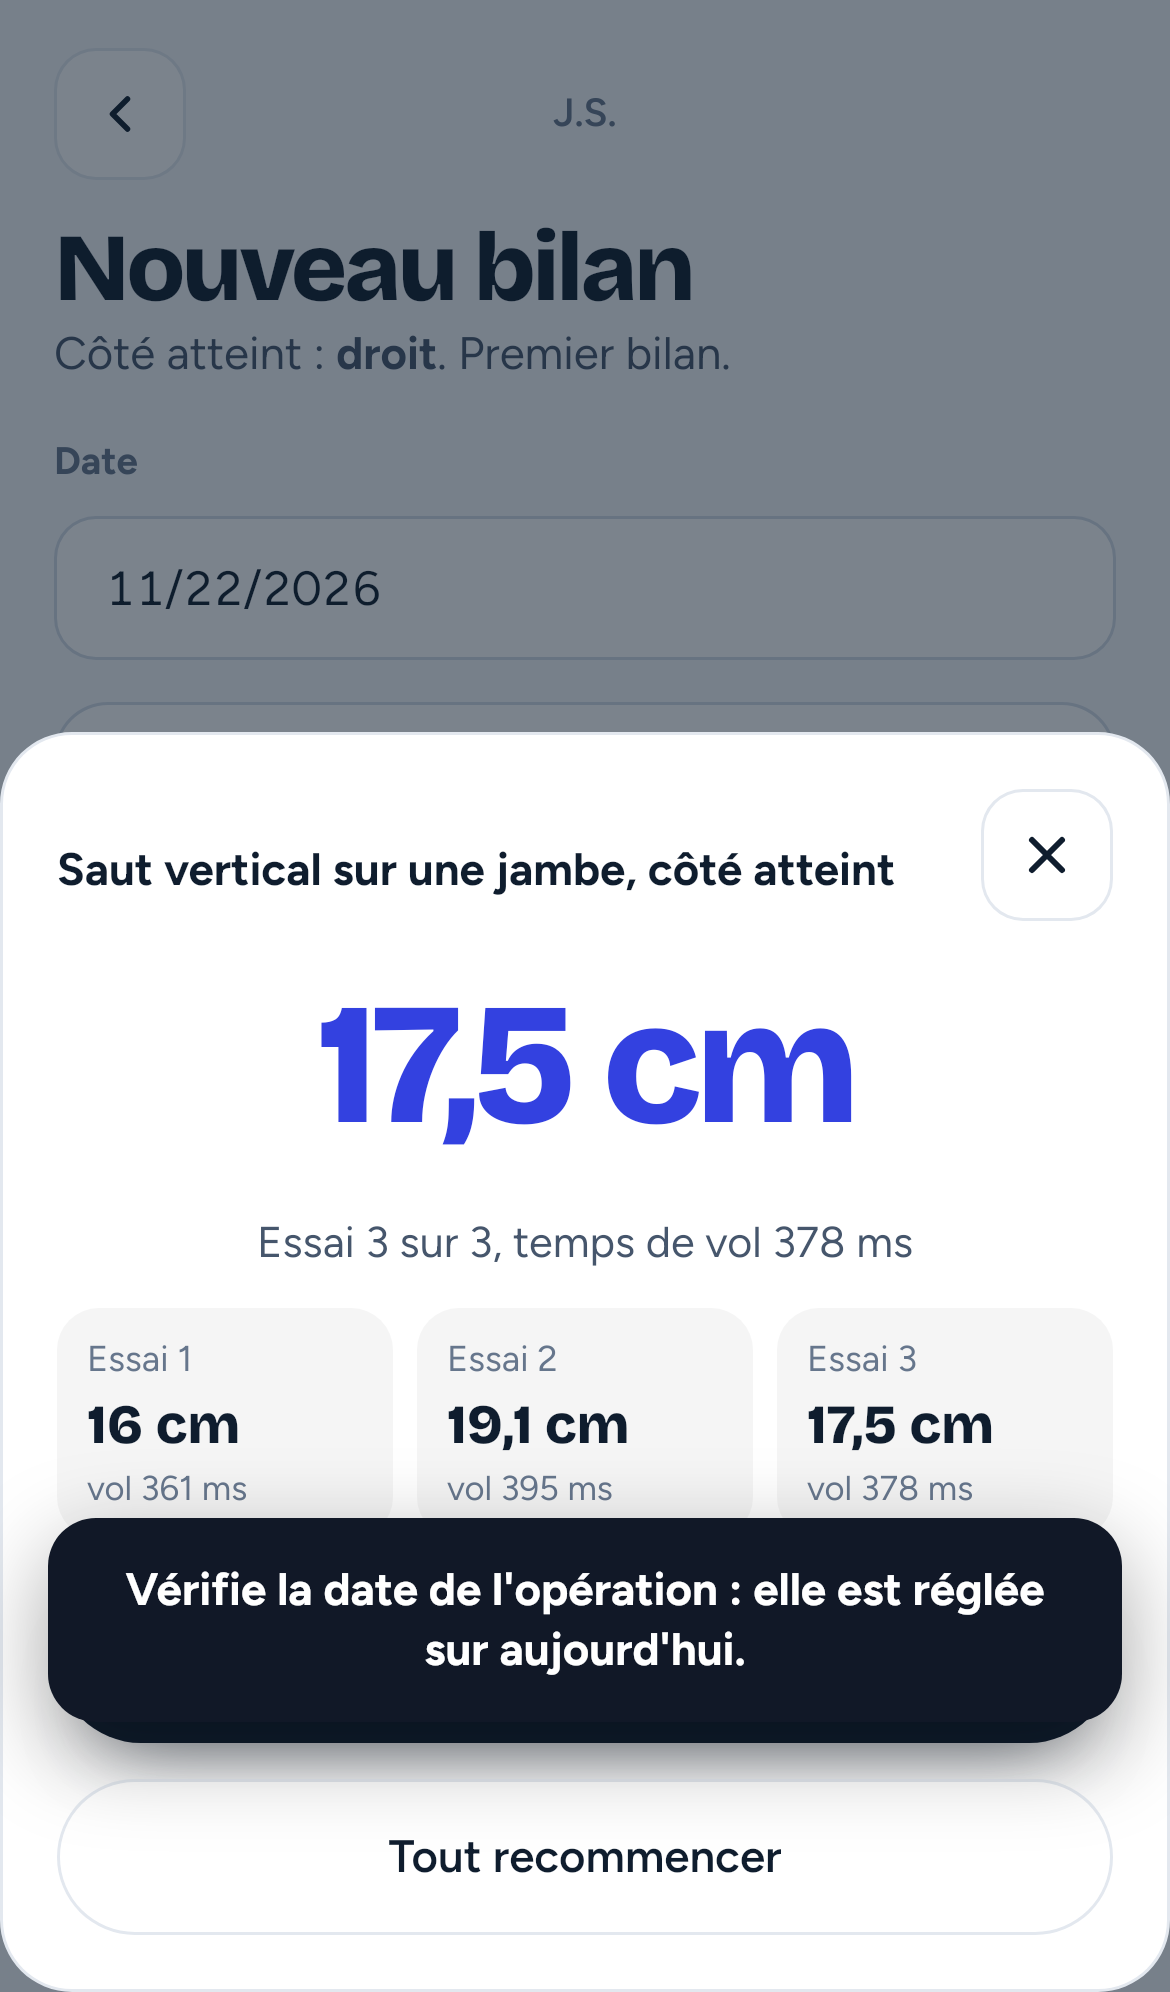 J.S.
Nouveau bilan
Côté atteint : droit. Premier bilan.
Date
11/22/2026
Saut vertical sur une jambe, côté atteint
17,5 cm
Essai 3 sur 3, temps de vol 378 ms
Essai 1
16 cm
vol 361 ms
Essai 2
19,1 cm
vol 395 ms
Essai 3
17,5 cm
vol 378 ms
Vérifie la date de l'opération : elle est réglée
sur aujourd'hui.
Tout recommencer